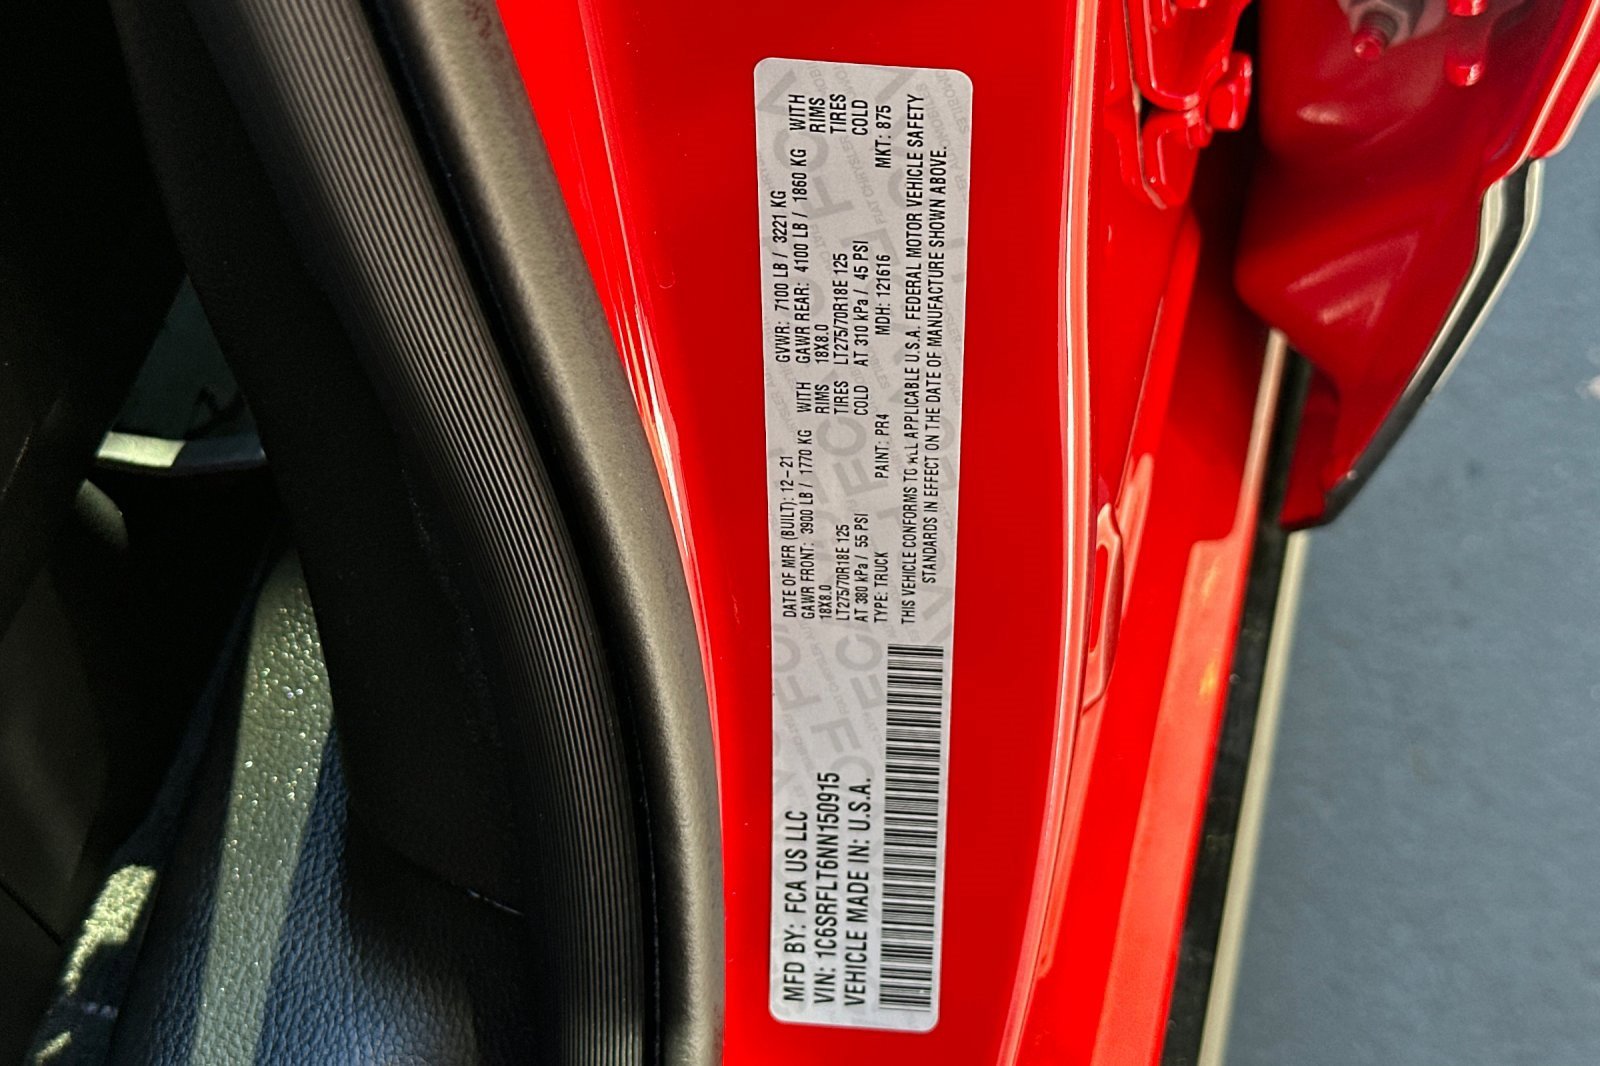 MFD BY: FCA US LLC
VIN: 1C6SRFLT6NN150915
VEHICLE MADE IN: U.S.A.
DATE OF MFR (BUILT): 12-21 GVWR: 7100 LB / 3221 KG
GAWR FRONT: 3900 LB / 1770 KG WITH GAWR REAR: 4100 LB / 1860 KG WITH
18X8.0 RIMS 18X8.0 RIMS
LT275/70R18E 125 TIRES LT275/70R18E 125 TIRES
AT 380 kPa / 55 PSI COLD AT 310 kPa / 45 PSI COLD
TYPE: TRUCK PAINT: PR4 MDH: 121616 MKT: 875
THIS VEHICLE CONFORMS TO ALL APPLICABLE U.S.A. FEDERAL MOTOR VEHICLE SAFETY
STANDARDS IN EFFECT ON THE DATE OF MANUFACTURE SHOWN ABOVE.